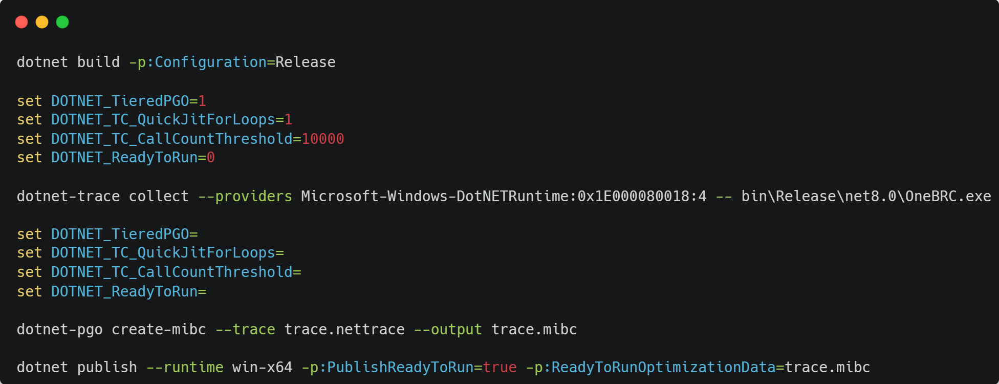 dotnet build -p:Configuration=Release
set DOTNET_TieredPGO=1
set DOTNET_TC_QuickJitForLoops=1
set DOTNET_TC_CallCountThreshold=10000
set DOTNET_ReadyToRun=0
dotnet-trace collect --providers Microsoft-Windows-DotNETRuntime:0x1E000080018:4 -- bin\Release\net8.0\OneBRC.exe
set DOTNET_TieredPGO=
set DOTNET_TC_QuickJitForLoops=
set DOTNET_TC_CallCountThreshold=
set DOTNET_ReadyToRun=
dotnet-pgo create-mibc --trace trace.nettrace --output trace.mibc
dotnet publish --runtime win-x64 -p:PublishReadyToRun=true -p:ReadyToRunOptimizationData=trace.mibc